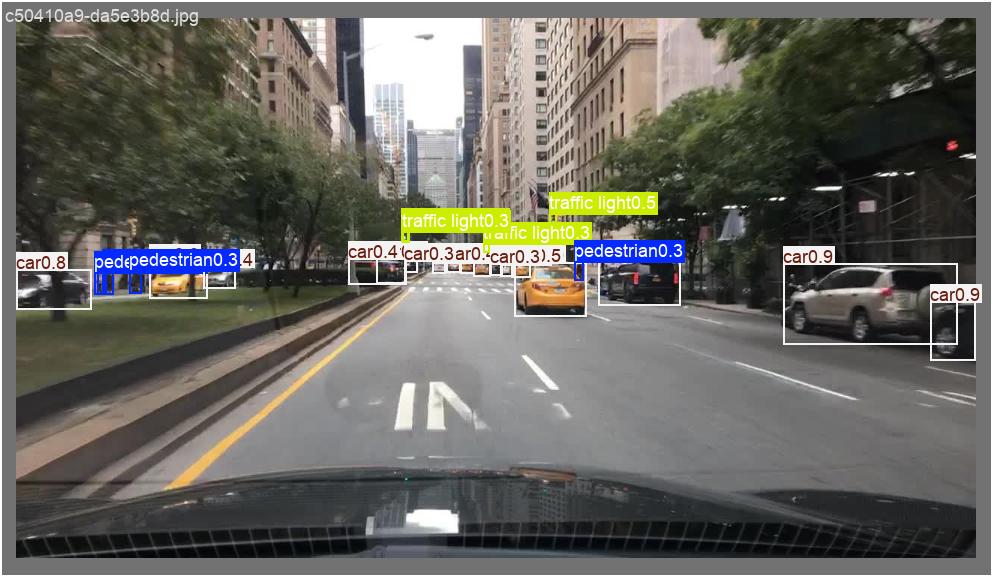 c50410a9-da5e3b8d.jpg
traffic light0.5
traffic light0.3
traffic light0.3
pedestrian0.3
pedestrian0.3
car0.8
car0.4
car0.3
car0.3
car0.9
car0.9